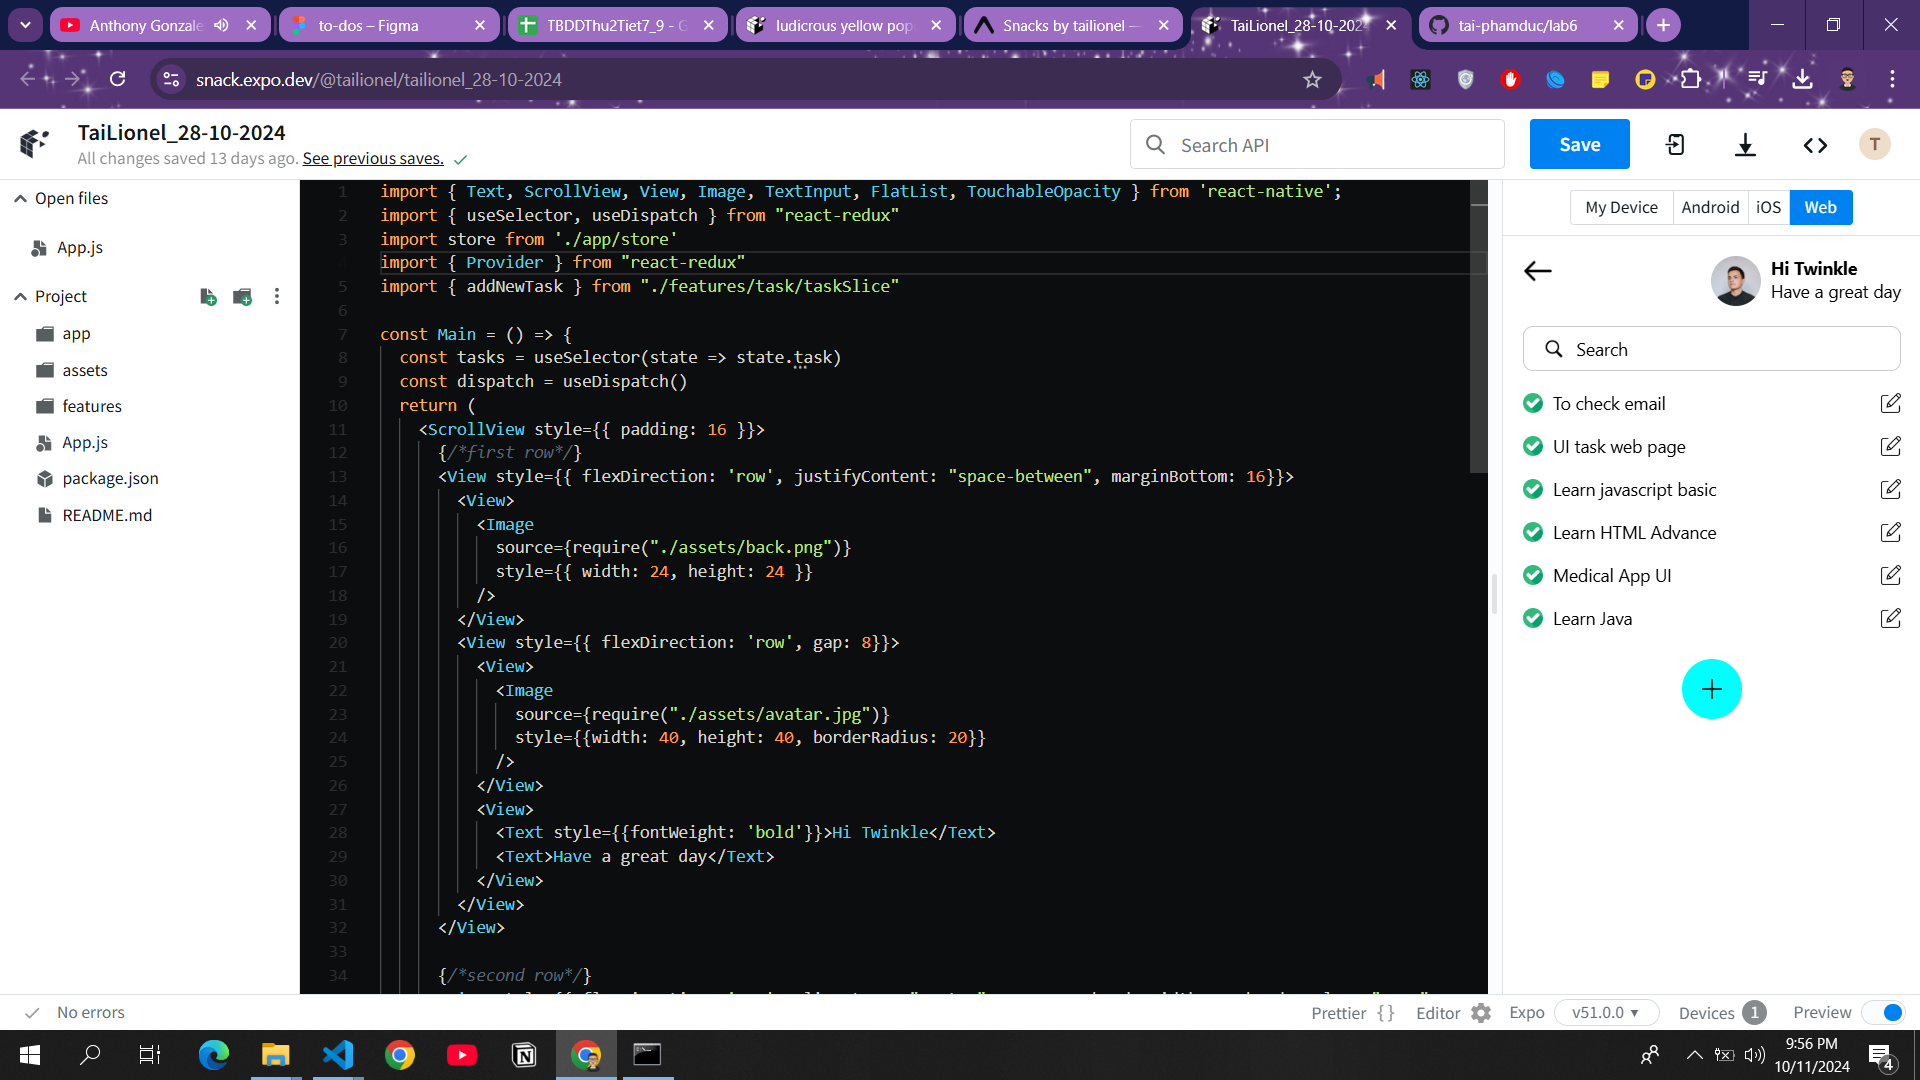 Anthony Gonzale
to-dos – Figma
TBDDThu2Tiet7_9 - G
ludicrous yellow pop
Snacks by tailionel —
TaiLionel_28-10-202
tai-phamduc/lab6
snack.expo.dev/@tailionel/tailionel_28-10-2024
TaiLionel_28-10-2024
All changes saved 13 days ago. See previous saves.
Search API
Save
T
Open files
App.js
Project
app
assets
features
App.js
package.json
README.md
1 import { Text, ScrollView, View, Image, TextInput, FlatList, TouchableOpacity } from 'react-native';
2 import { useSelector, useDispatch } from "react-redux"
3 import store from './app/store'
4 import { Provider } from "react-redux"
5 import { addNewTask } from "./features/task/taskSlice"
6
7 const Main = () => {
8 const tasks = useSelector(state => state.task)
9 const dispatch = useDispatch()
10 return (
11 <ScrollView style={{ padding: 16 }}>
12 {/*first row*/}
13 <View style={{ flexDirection: 'row', justifyContent: "space-between", marginBottom: 16}}>
14 <View>
15 <Image
16 source={require("./assets/back.png")}
17 style={{ width: 24, height: 24 }}
18 />
19 </View>
20 <View style={{ flexDirection: 'row', gap: 8}}>
21 <View>
22 <Image
23 source={require("./assets/avatar.jpg")}
24 style={{width: 40, height: 40, borderRadius: 20}}
25 />
26 </View>
27 <View>
28 <Text style={{fontWeight: 'bold'}}>Hi Twinkle</Text>
29 <Text>Have a great day</Text>
30 </View>
31 </View>
32 </View>
33
34 {/*second row*/}
My Device
Android
iOS
Web
Hi Twinkle
Have a great day
Search
To check email
UI task web page
Learn javascript basic
Learn HTML Advance
Medical App UI
Learn Java
No errors
Prettier { }
Editor
Expo
v51.0.0
Devices 1
Preview
9:56 PM
10/11/2024
4